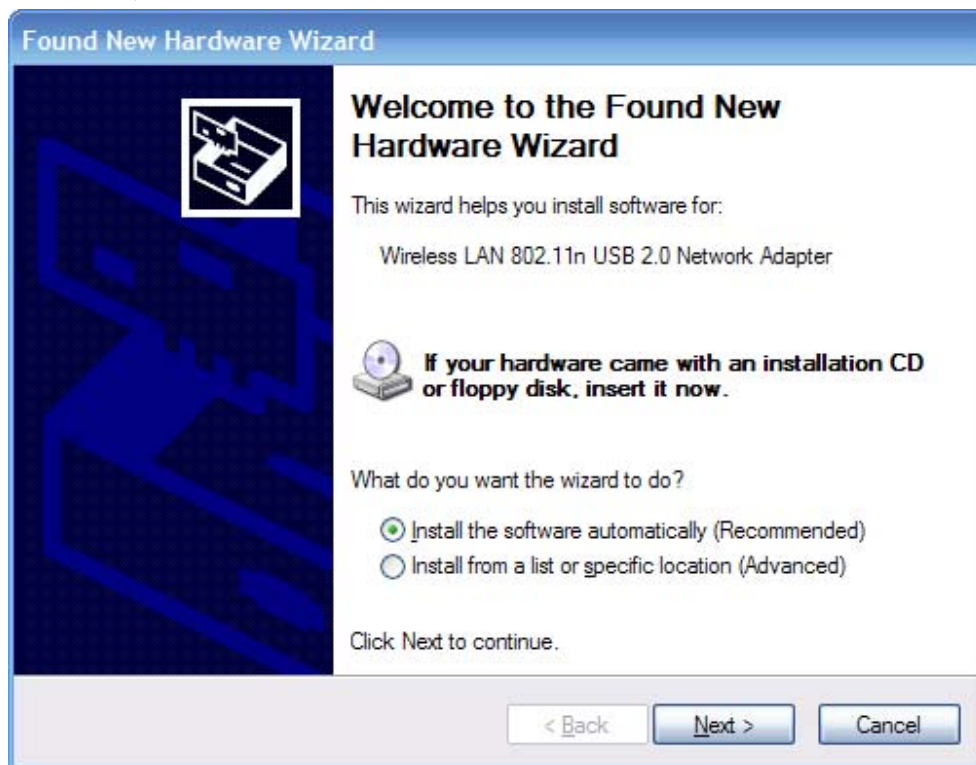 Found New Hardware Wizard
Welcome to the Found New
Hardware Wizard
This wizard helps you install software for:
Wireless LAN 802.11n USB 2.0 Network Adapter
If your hardware came with an installation CD
or floppy disk, insert it now.
What do you want the wizard to do?
Install the software automatically (Recommended)
Install from a list or specific location (Advanced)
Click Next to continue.
< Back Next > Cancel